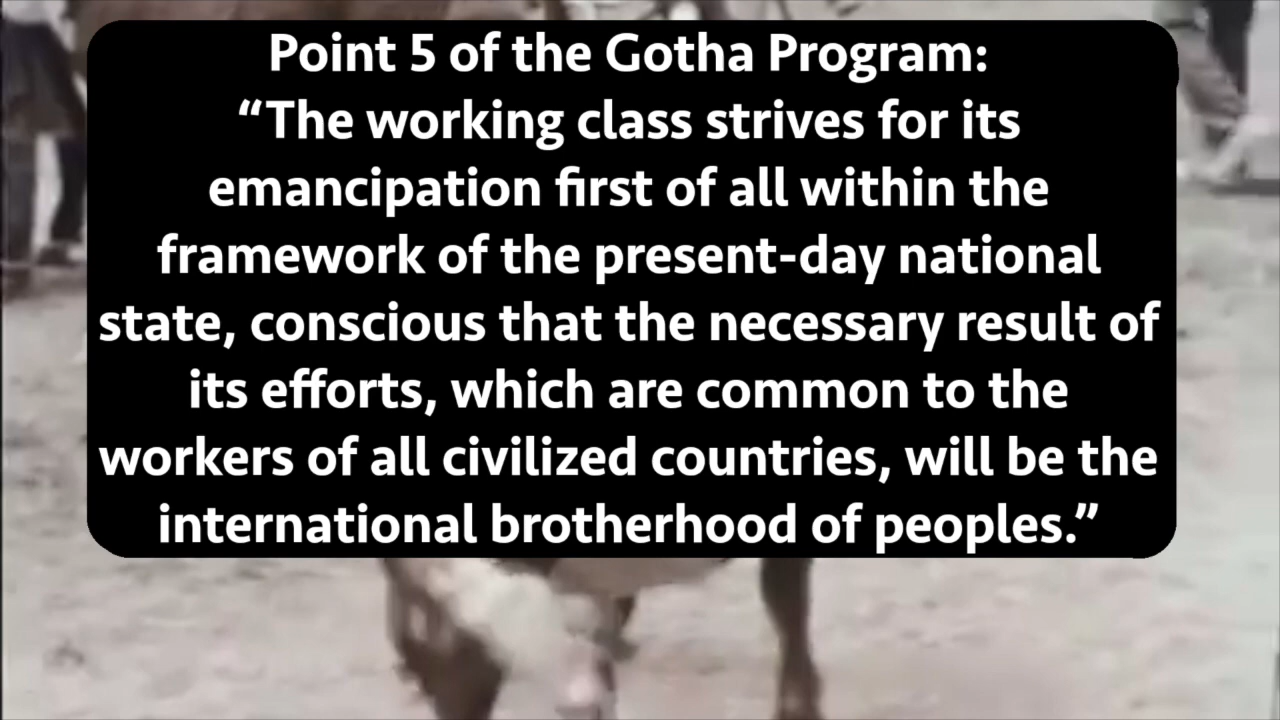 Point 5 of the Gotha Program:
“The working class strives for its
emancipation first of all within the
framework of the present-day national
state, conscious that the necessary result of
its efforts, which are common to the
workers of all civilized countries, will be the
international brotherhood of peoples.”